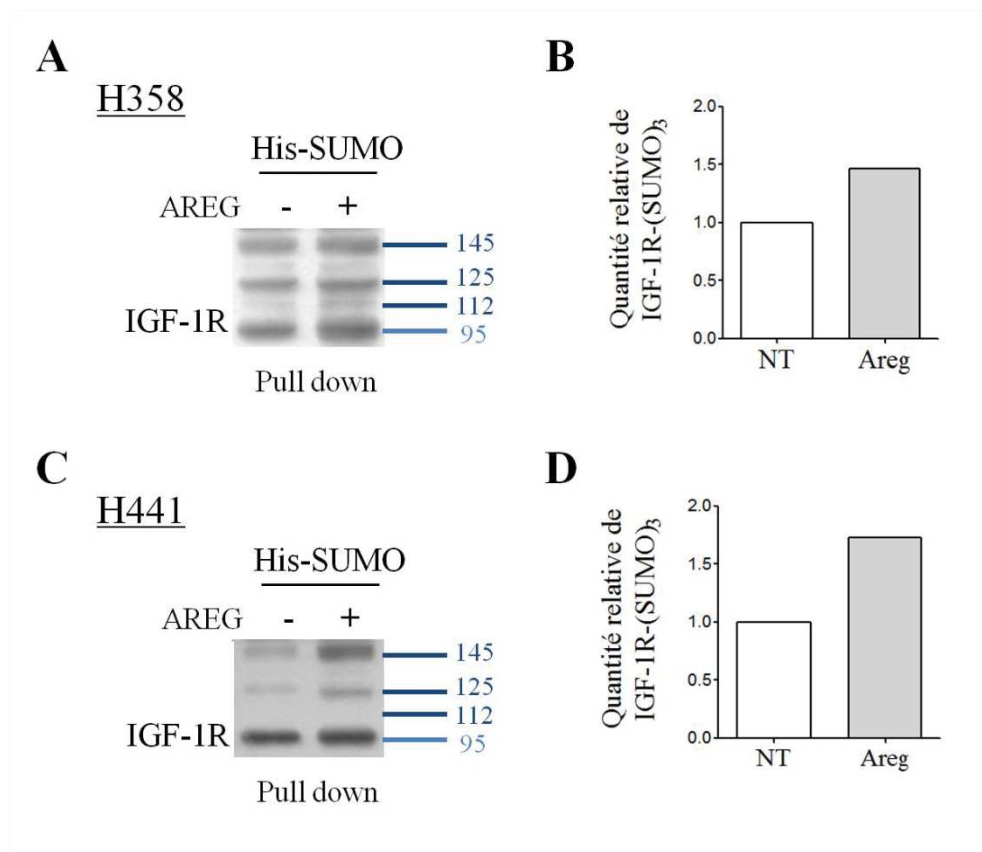 A
H358
His-SUMO
AREG - +
145
125
112
IGF-1R
95
Pull down
B
Quantité relative de
IGF-1R-(SUMO)3
2.0
1.5
1.0
0.5
0.0
NT Areg
C
H441
His-SUMO
AREG - +
145
125
112
IGF-1R
95
Pull down
D
Quantité relative de
IGF-1R-(SUMO)3
2.0
1.5
1.0
0.5
0.0
NT Areg